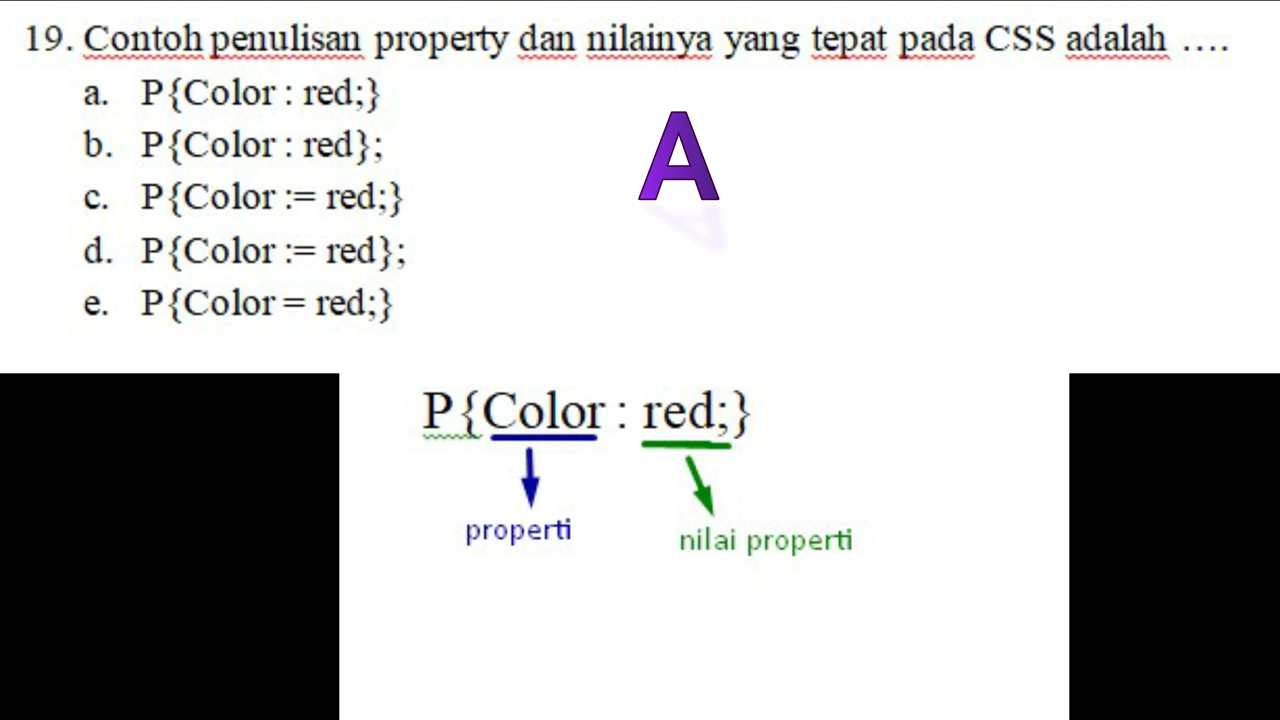 19. Contoh penulisan property dan nilainya yang tepat pada CSS adalah ....
a. P{Color : red;}
b. P{Color : red};
c. P{Color := red;}
d. P{Color := red};
e. P{Color = red;}
A
P{Color : red;}
properti
nilai properti